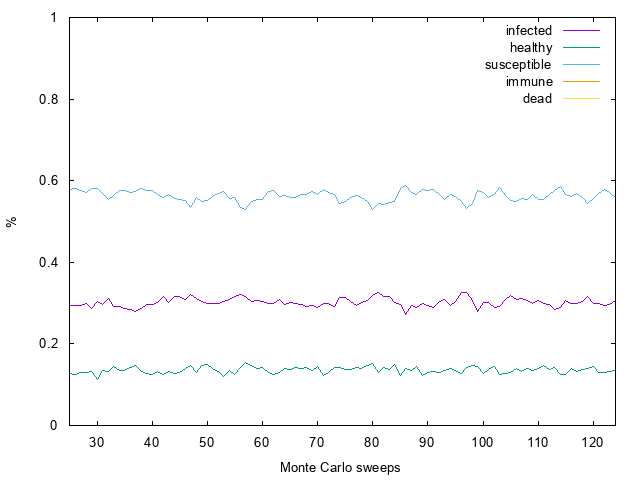 1
0.8
0.6
0.4
0.2
0
%
infected
healthy
susceptible
immune
dead
30 40 50 60 70 80 90 100 110 120
Monte Carlo sweeps